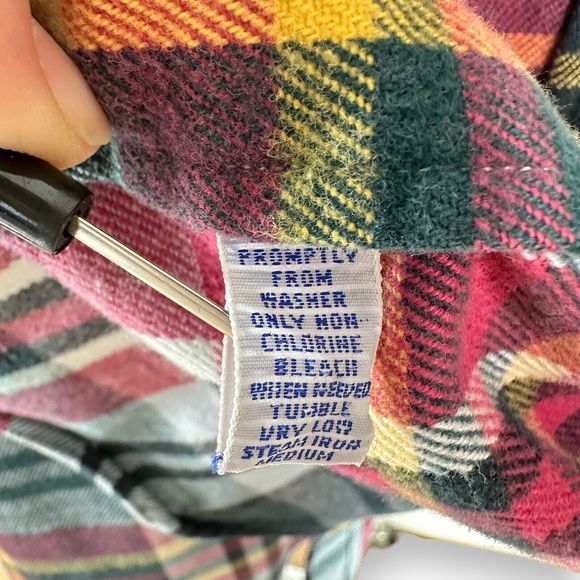 PROMPTLY
FROM
WASHER
ONLY NON-
CHLORINE
BLEACH
WHEN NEEDED
TUMBLE
DRY LOW
STEAM IRON
MEDIUM